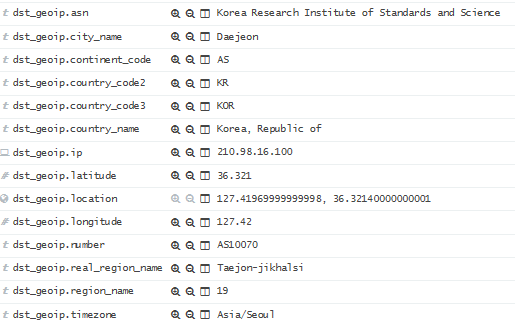 t dst_geoip.asn Korea Research Institute of Standards and Science
t dst_geoip.city_name Daejeon
t dst_geoip.continent_code AS
t dst_geoip.country_code2 KR
t dst_geoip.country_code3 KOR
t dst_geoip.country_name Korea, Republic of
dst_geoip.ip 210.98.16.100
# dst_geoip.latitude 36.321
dst_geoip.location 127.41969999999998, 36.32140000000001
# dst_geoip.longitude 127.42
t dst_geoip.number AS10070
t dst_geoip.real_region_name Taejon-jikhalsi
t dst_geoip.region_name 19
t dst_geoip.timezone Asia/Seoul